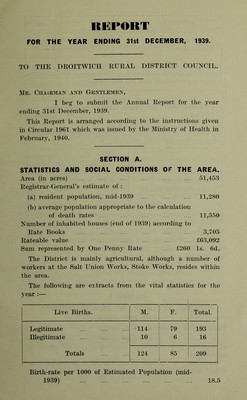 REPORT
FOR THE YEAR ENDING 31st DECEMBER, 1939.
TO THE DROITWICH RURAL DISTRICT COUNCIL.
MR. CHAIRMAN AND GENTLEMEN,
I beg to submit the Annual Report for the year
ending 31st December, 1939.
This Report is arranged according to the instructions given
in Circular 1961 which was issued by the Ministry of Health in
February, 1940.
SECTION A.
STATISTICS AND SOCIAL CONDITIONS OF THE AREA.
Area (in acres) 51,453
Registrar-General's estimate of :
(a) resident population, mid-1939 11,280
(b) average population appropriate to the calculation
of death rates 11,550
Number of inhabited houses (end of 1939) according to
Rate Books 3,705
Rateable value £63,092
Sum represented by One Penny Rate £260 1s. 6d.
The District is mainly agricultural, although a number of
workers at the Salt Union Works, Stoke Works, resides within
the area.
The following are extracts from the vital statistics for the
year :—
Live Births. M. F. Total.
Legitimate 114 79 193
Illegitimate 10 6 16
Totals 124 85 209
Birth-rate per 1000 of Estimated Population (mid-
1939) 18.5